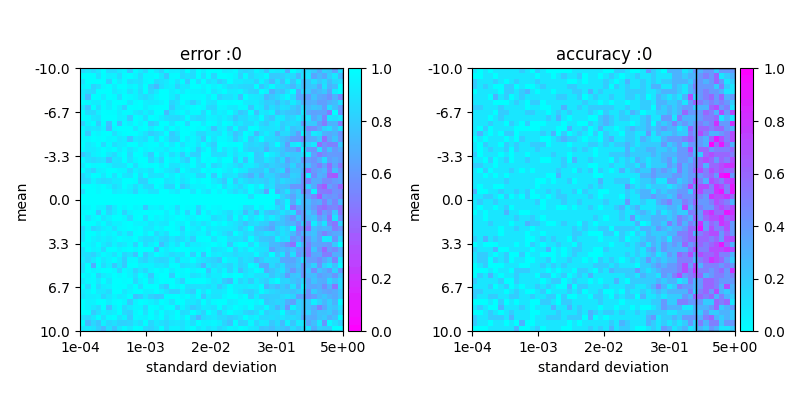 error :0
accuracy :0
-10.0
-6.7
-3.3
0.0
3.3
6.7
10.0
mean
1e-04
1e-03
2e-02
3e-01
5e+00
standard deviation
1.0
0.8
0.6
0.4
0.2
0.0
-10.0
-6.7
-3.3
0.0
3.3
6.7
10.0
mean
1e-04
1e-03
2e-02
3e-01
5e+00
standard deviation
1.0
0.8
0.6
0.4
0.2
0.0